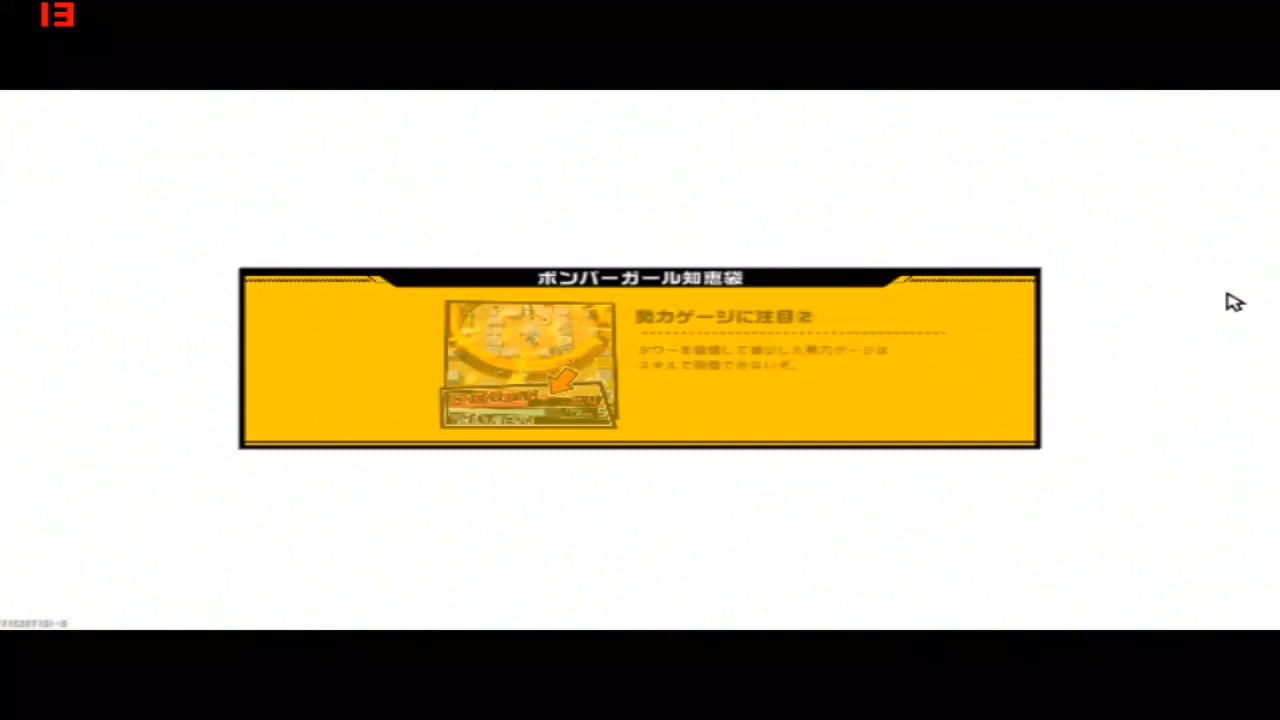 13
ボンバーガール知恵袋
勢力ゲージに注目②
タワーを破壊して減少した勢力ゲージは
スキルで回復できないぞ。